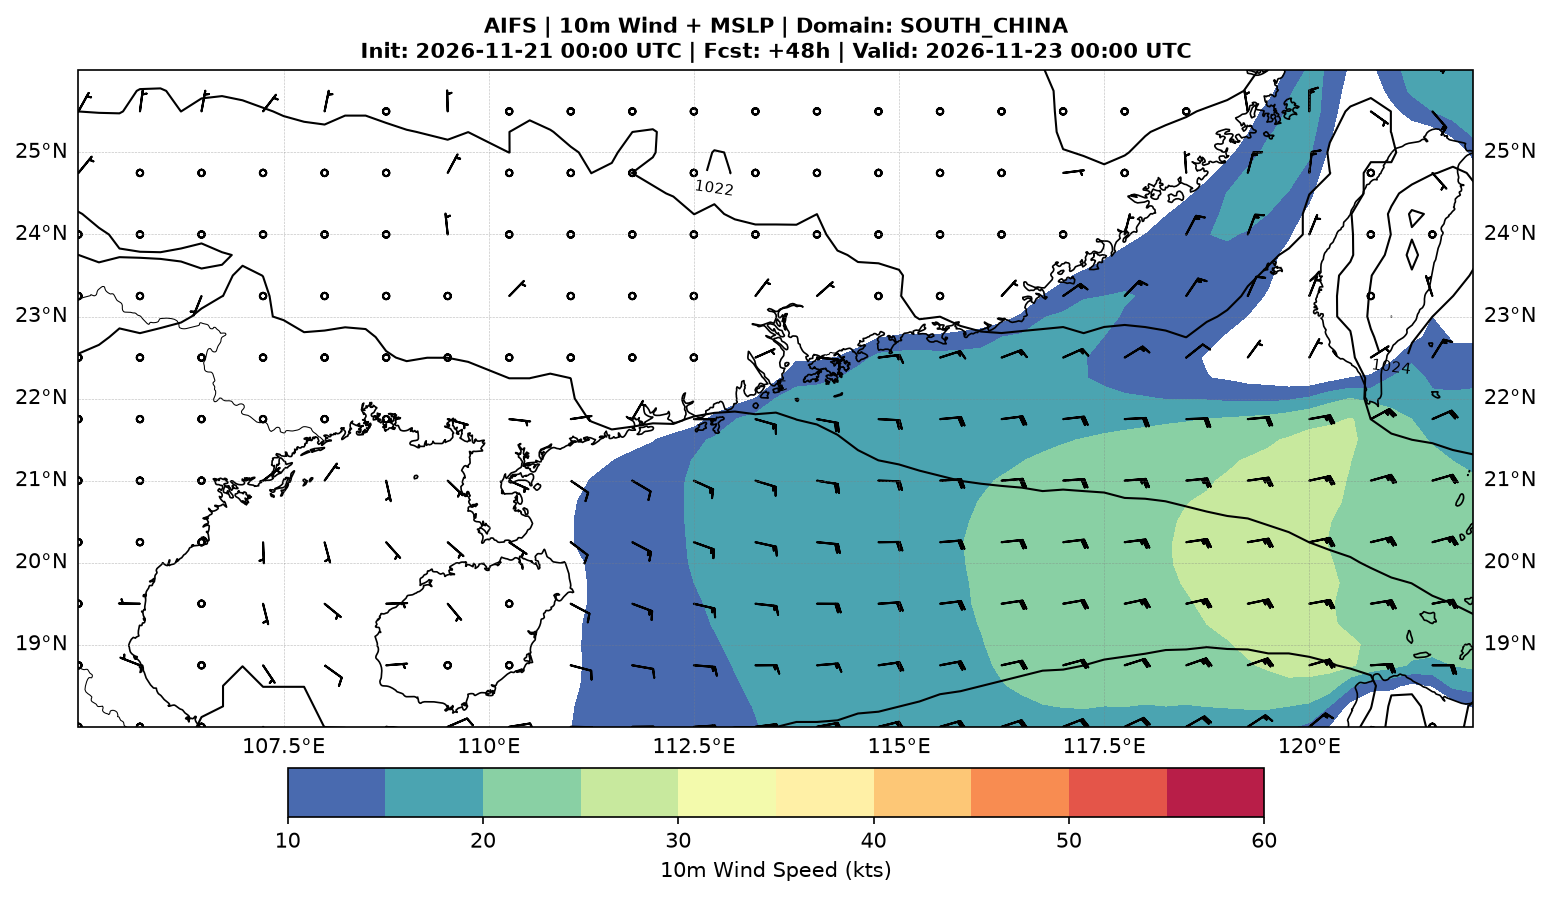 AIFS | 10m Wind + MSLP | Domain: SOUTH_CHINA
Init: 2026-11-21 00:00 UTC | Fcst: +48h | Valid: 2026-11-23 00:00 UTC
25°N 25°N
1022
24°N 24°N
23°N 23°N
1024
22°N 22°N
21°N 21°N
20°N 20°N
19°N 19°N
107.5°E 110°E 112.5°E 115°E 117.5°E 120°E
10 20 30 40 50 60
10m Wind Speed (kts)